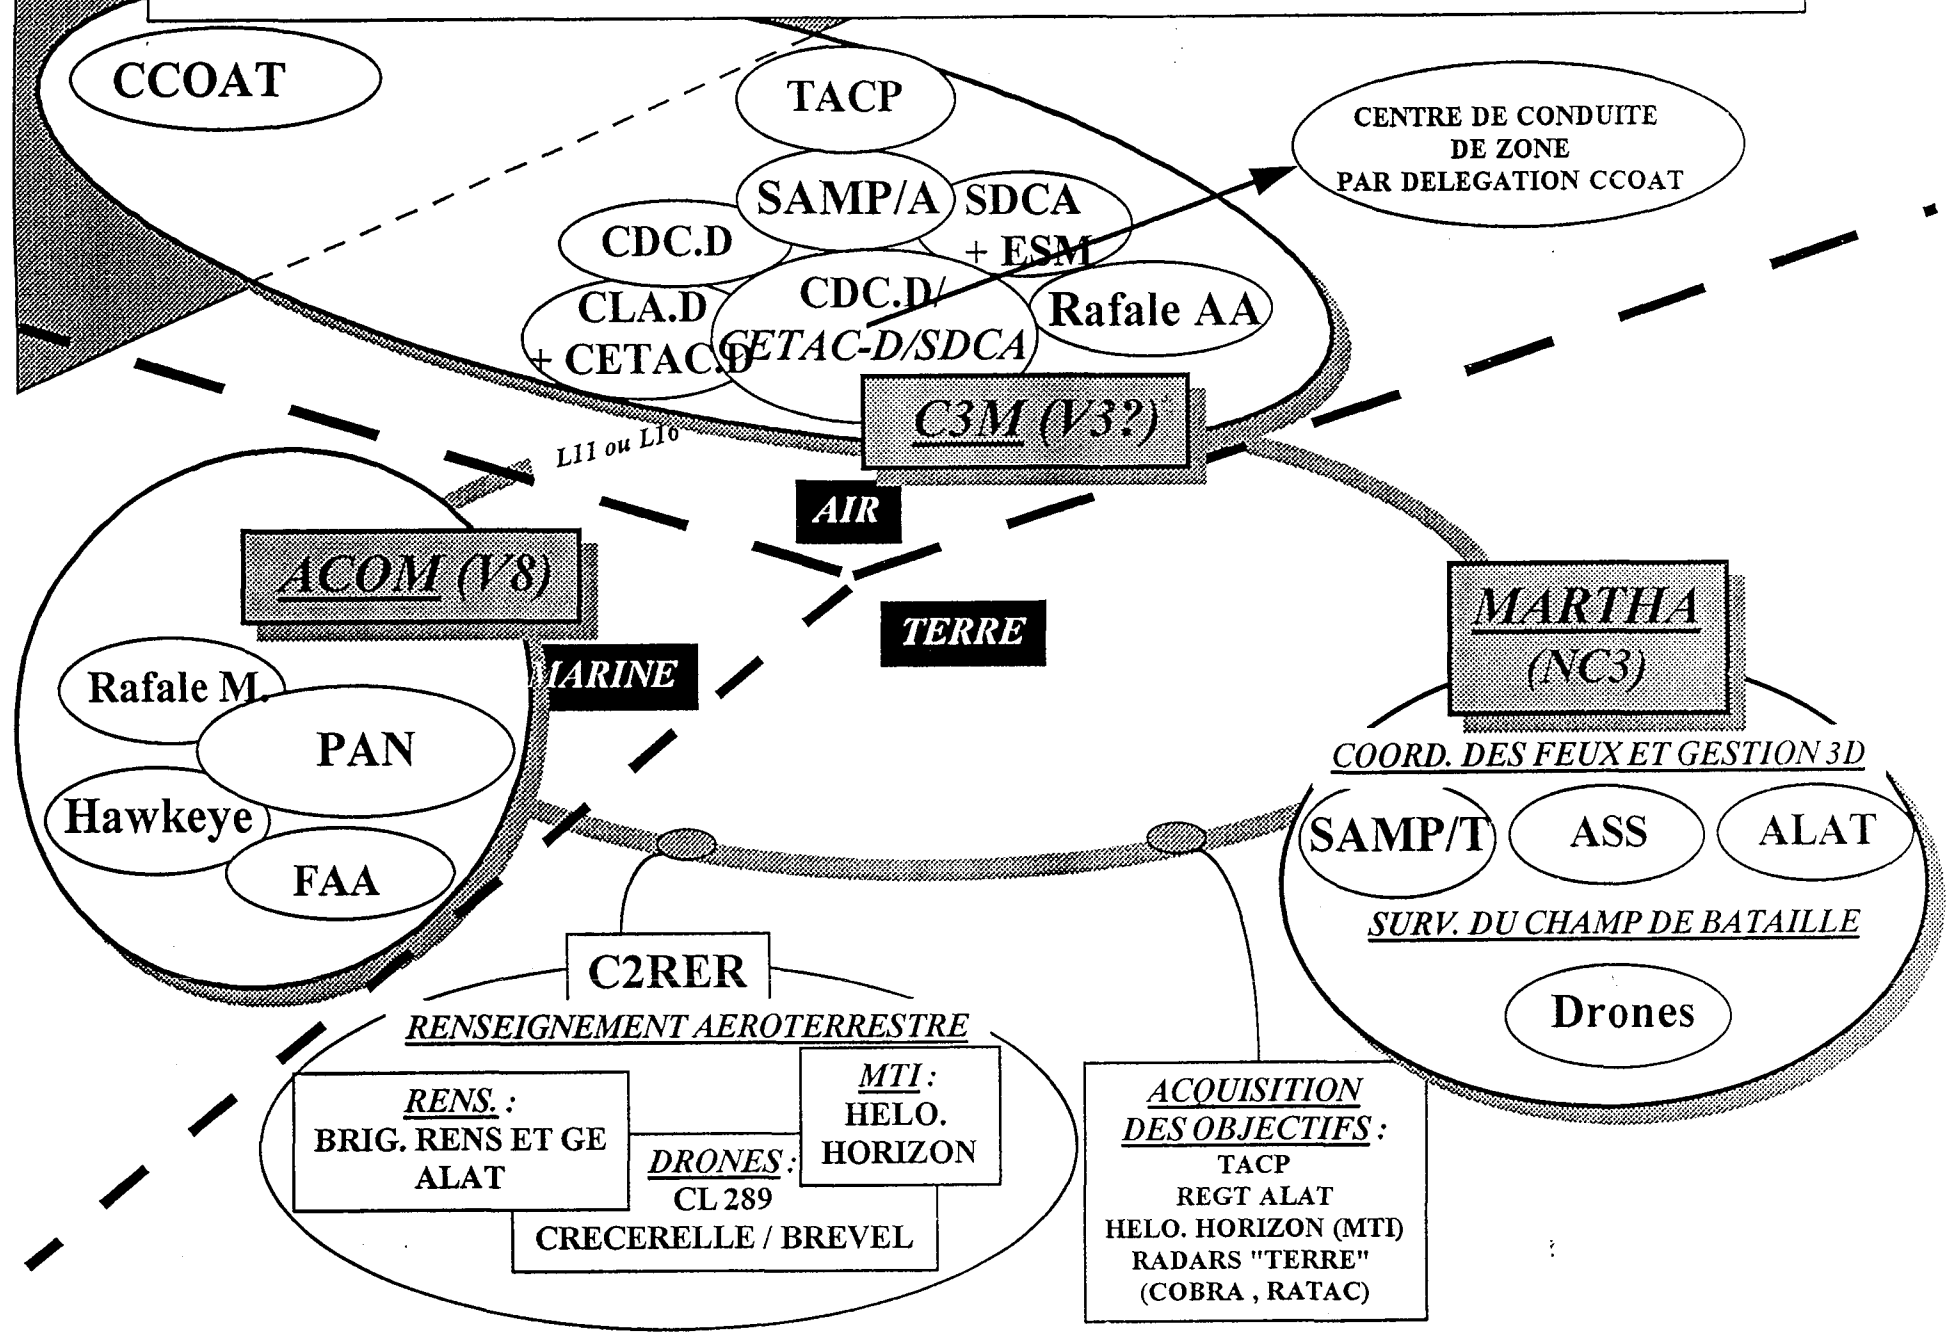 CCOAT
TACP
CENTRE DE CONDUITE
DE ZONE
PAR DELEGATION CCOAT
SAMP/A
SDCA
+ ESM
CDC.D
CLA.D
+ CETAC.D
CDC.D/
CETAC-D/SDCA
Rafale AA
C3M (V3?)
L11 ou L16
AIR
ACOM (V8)
TERRE
MARINE
MARTHA
(NC3)
Rafale M.
PAN
Hawkeye
FAA
COORD. DES FEUX ET GESTION 3D
SAMP/T
ASS
ALAT
SURV. DU CHAMP DE BATAILLE
Drones
C2RER
RENSEIGNEMENT AEROTERRESTRE
RENS. :
BRIG. RENS ET GE
ALAT
MTI :
HELO.
HORIZON
DRONES :
CL 289
CRECERELLE / BREVEL
ACQUISITION
DES OBJECTIFS :
TACP
REGT ALAT
HELO. HORIZON (MTI)
RADARS "TERRE"
(COBRA , RATAC)